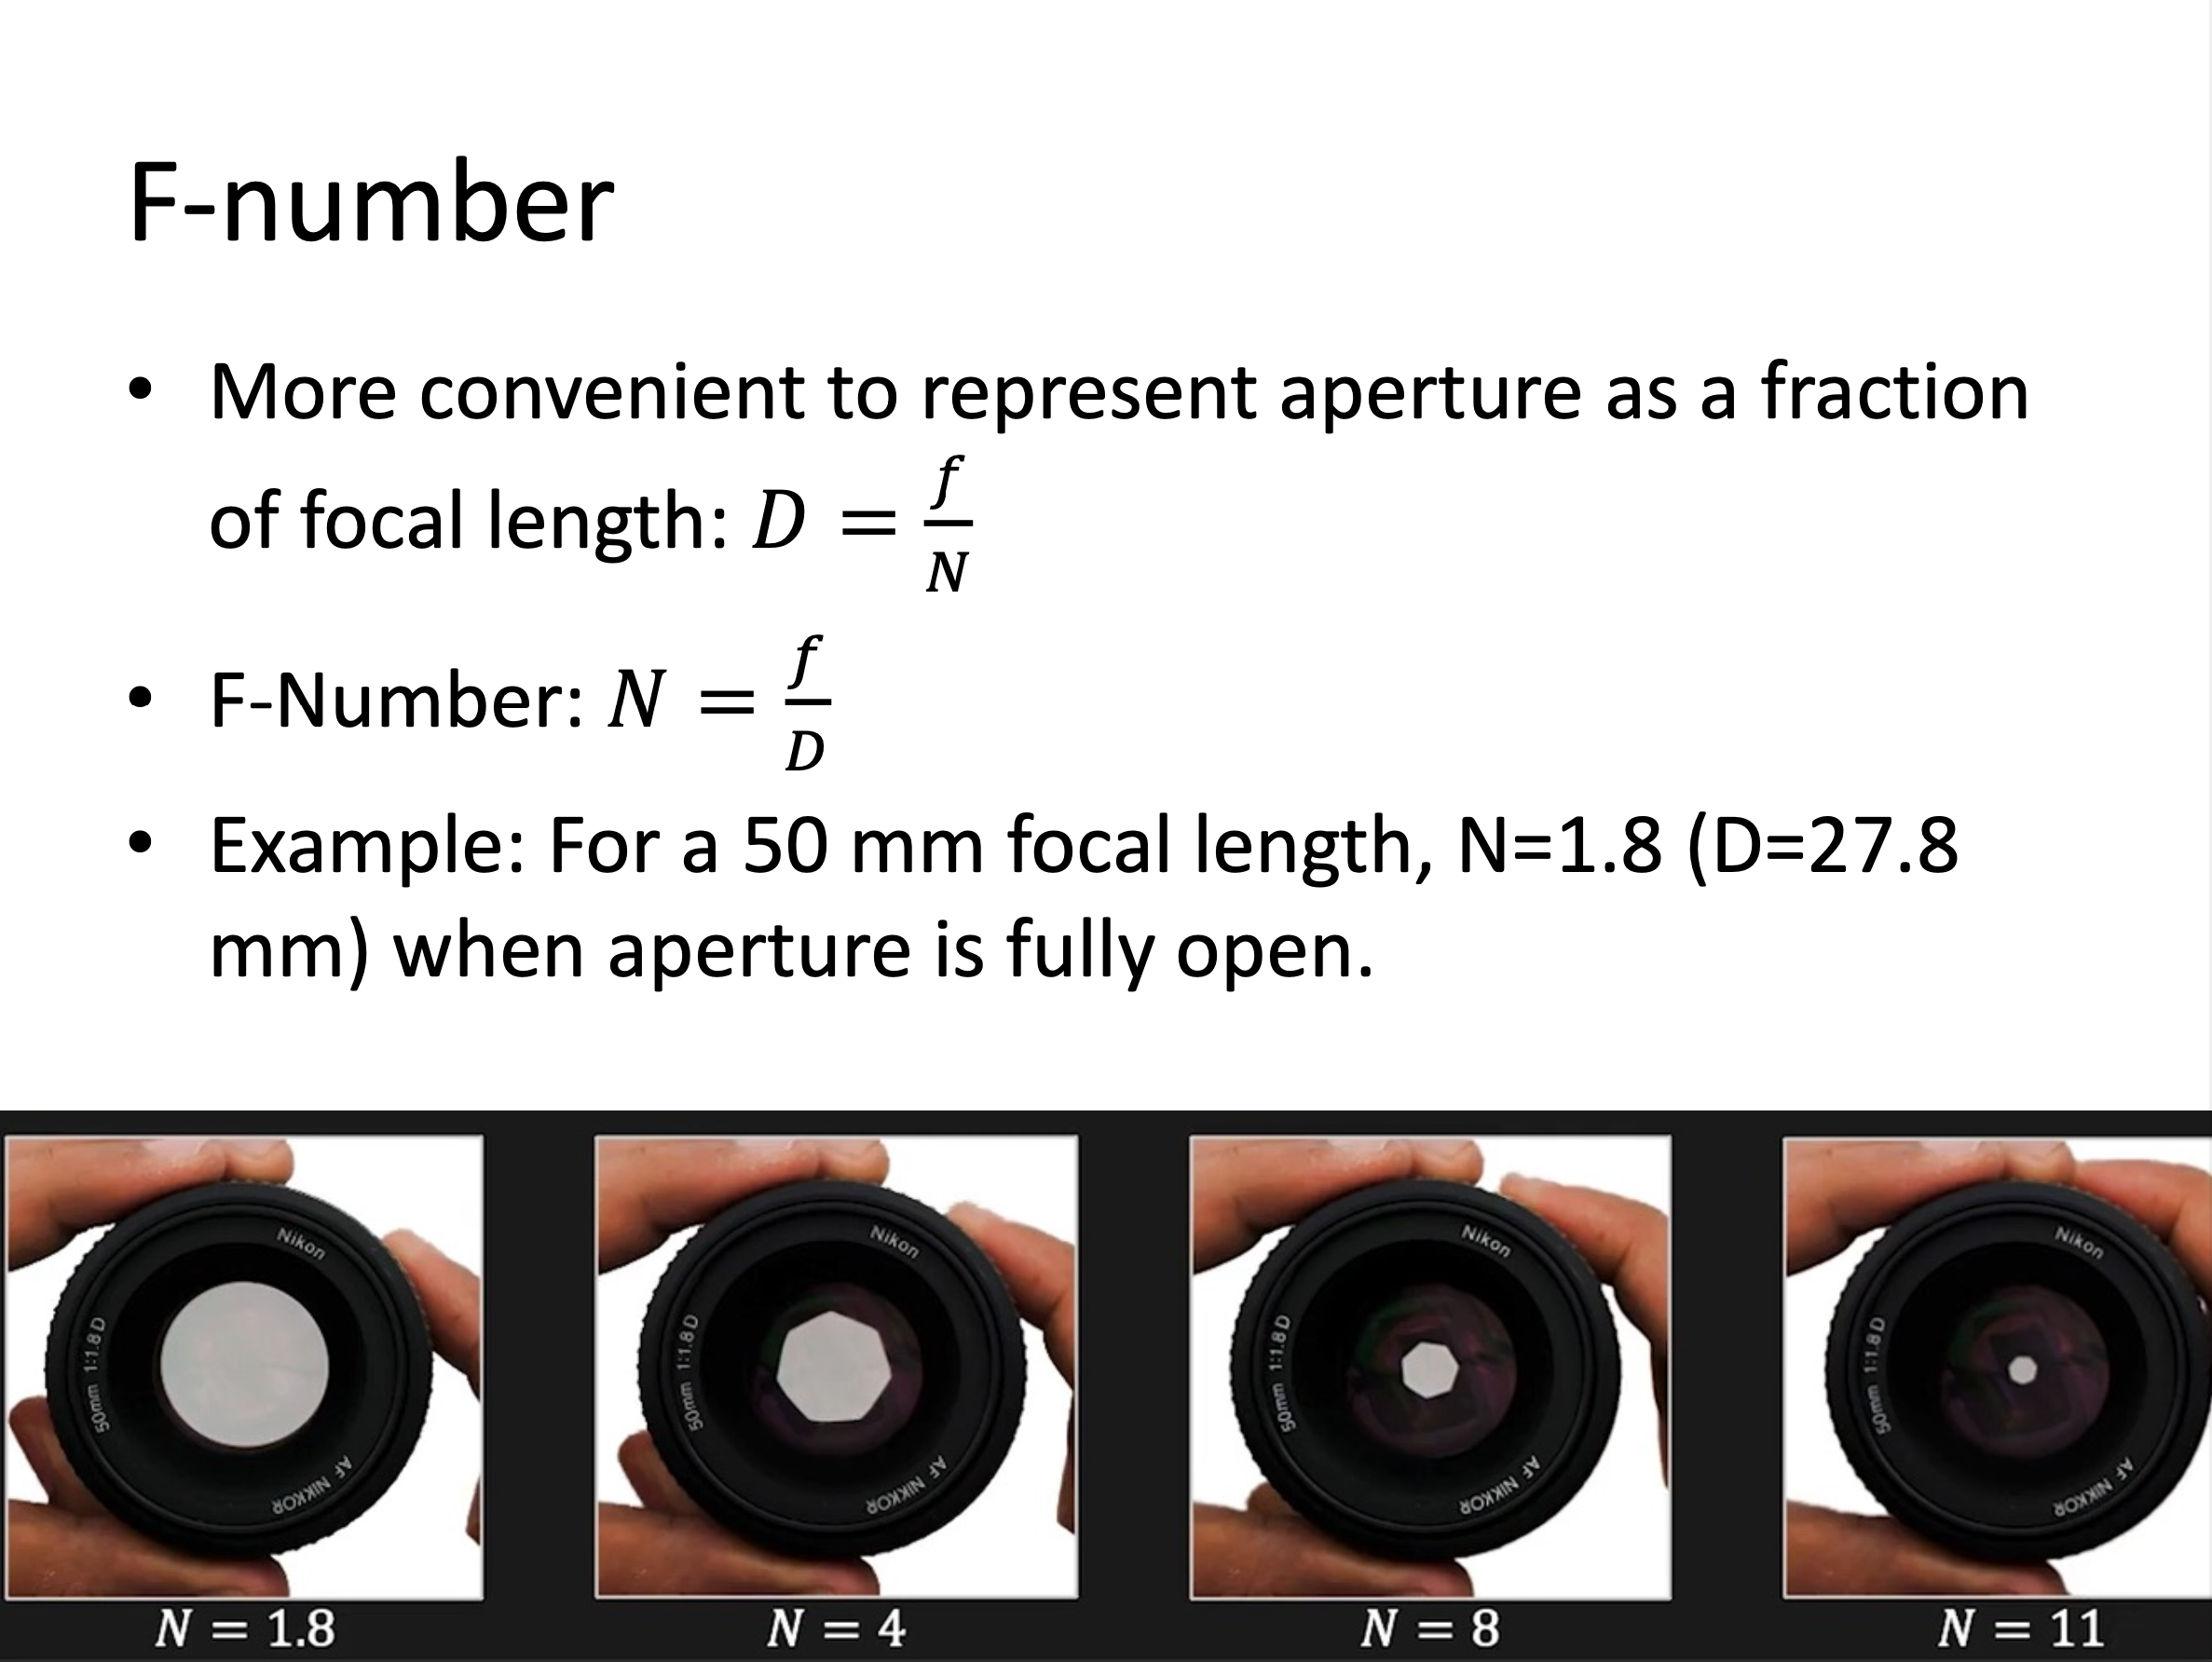 F-number
• More convenient to represent aperture as a fraction
of focal length: D = f/N
• F-Number: N = f/D
• Example: For a 50 mm focal length, N=1.8 (D=27.8
mm) when aperture is fully open.
Nikon
50mm 1:1.8D
AF NIKKOR
N = 1.8
Nikon
50mm 1:1.8D
AF NIKKOR
N = 4
Nikon
50mm 1:1.8D
AF NIKKOR
N = 8
Nikon
50mm 1:1.8D
AF NIKKOR
N = 11